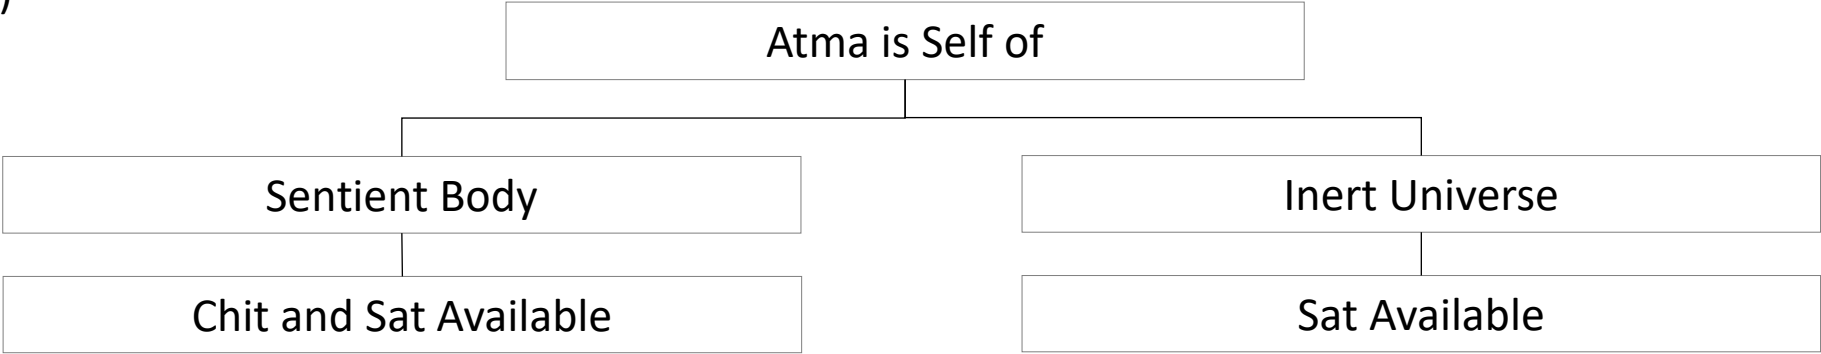 )
Atma is Self of
Sentient Body
Inert Universe
Chit and Sat Available
Sat Available